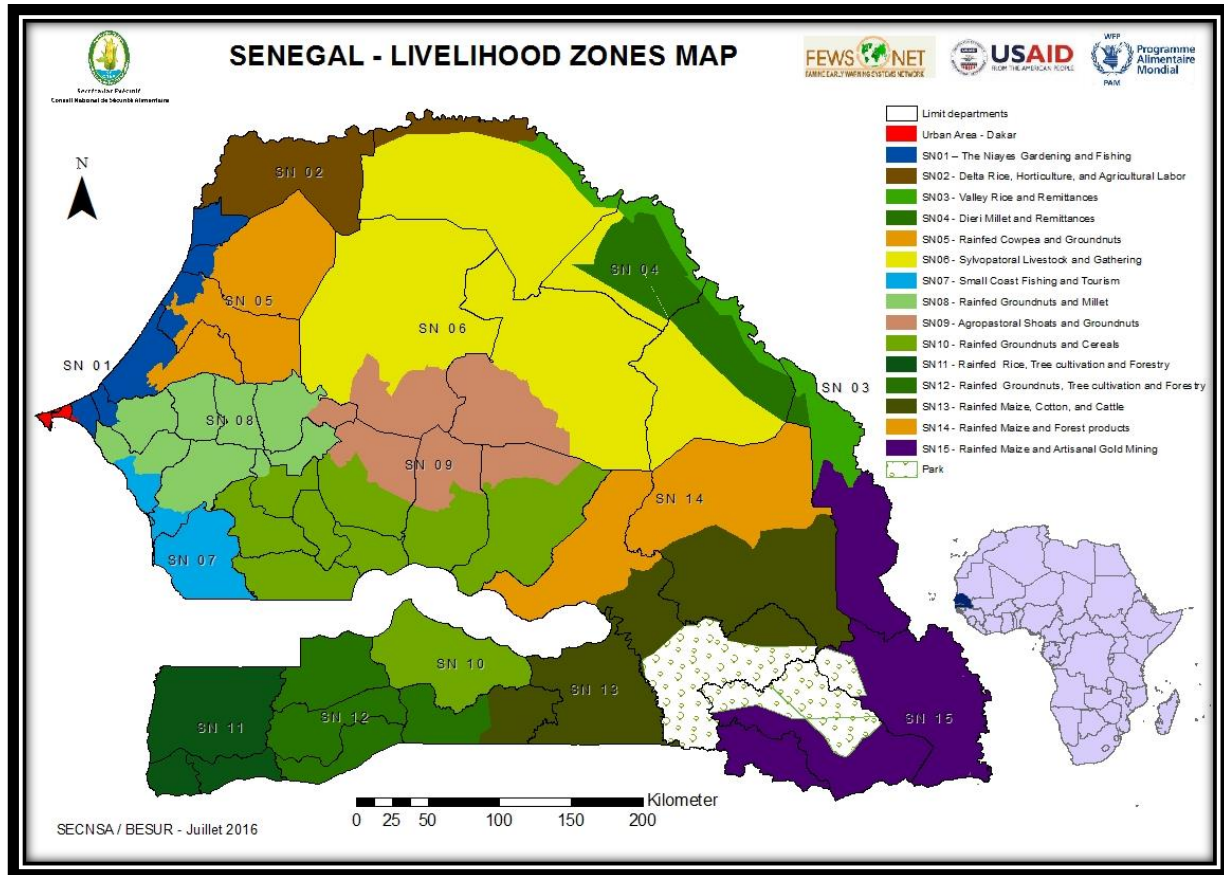 SENEGAL - LIVELIHOOD ZONES MAP
Secrétariat Exécutif
Conseil National de Sécurité Alimentaire
FEWS NET
FAMINE EARLY WARNING SYSTEMS NETWORK
USAID
FROM THE AMERICAN PEOPLE
WFP
PAM
Programme
Alimentaire
Mondial
N
Limit departments
Urban Area - Dakar
SN01 – The Niayes Gardening and Fishing
SN02 - Delta Rice, Horticulture, and Agricultural Labor
SN03 - Valley Rice and Remittances
SN04 - Dieri Millet and Remittances
SN05 - Rainfed Cowpea and Groundnuts
SN06 - Sylvopatoral Livestock and Gathering
SN07 - Small Coast Fishing and Tourism
SN08 - Rainfed Groundnuts and Millet
SN09 - Agropastoral Shoats and Groundnuts
SN10 - Rainfed Groundnuts and Cereals
SN11 - Rainfed Rice, Tree cultivation and Forestry
SN12 - Rainfed Groundnuts, Tree cultivation and Forestry
SN13 - Rainfed Maize, Cotton, and Cattle
SN14 - Rainfed Maize and Forest products
SN15 - Rainfed Maize and Artisanal Gold Mining
Park
SN 02
SN 04
SN 05
SN 06
SN 01
SN 03
SN 08
SN 09
SN 14
SN 07
SN 10
SN 13
SN 12
SN 11
SN 15
Kilometer
0 25 50 100 150 200
SECNSA / BESUR - Juillet 2016